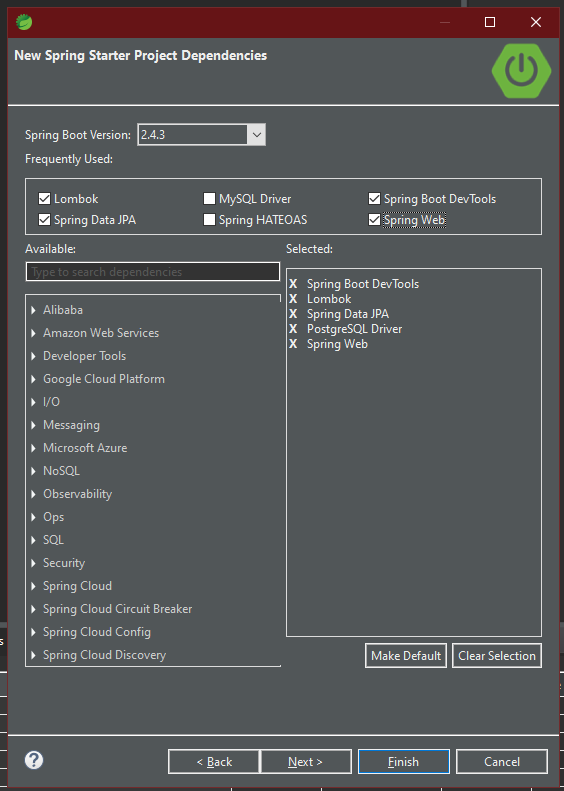 New Spring Starter Project Dependencies
Spring Boot Version: 2.4.3
Frequently Used:
Lombok MySQL Driver Spring Boot DevTools
Spring Data JPA Spring HATEOAS Spring Web
Available: Selected:
Type to search dependencies
X Spring Boot DevTools
X Lombok
X Spring Data JPA
X PostgreSQL Driver
X Spring Web
Alibaba
Amazon Web Services
Developer Tools
Google Cloud Platform
I/O
Messaging
Microsoft Azure
NoSQL
Observability
Ops
SQL
Security
Spring Cloud
Spring Cloud Circuit Breaker
Spring Cloud Config
Spring Cloud Discovery
Make Default Clear Selection
? < Back Next > Finish Cancel